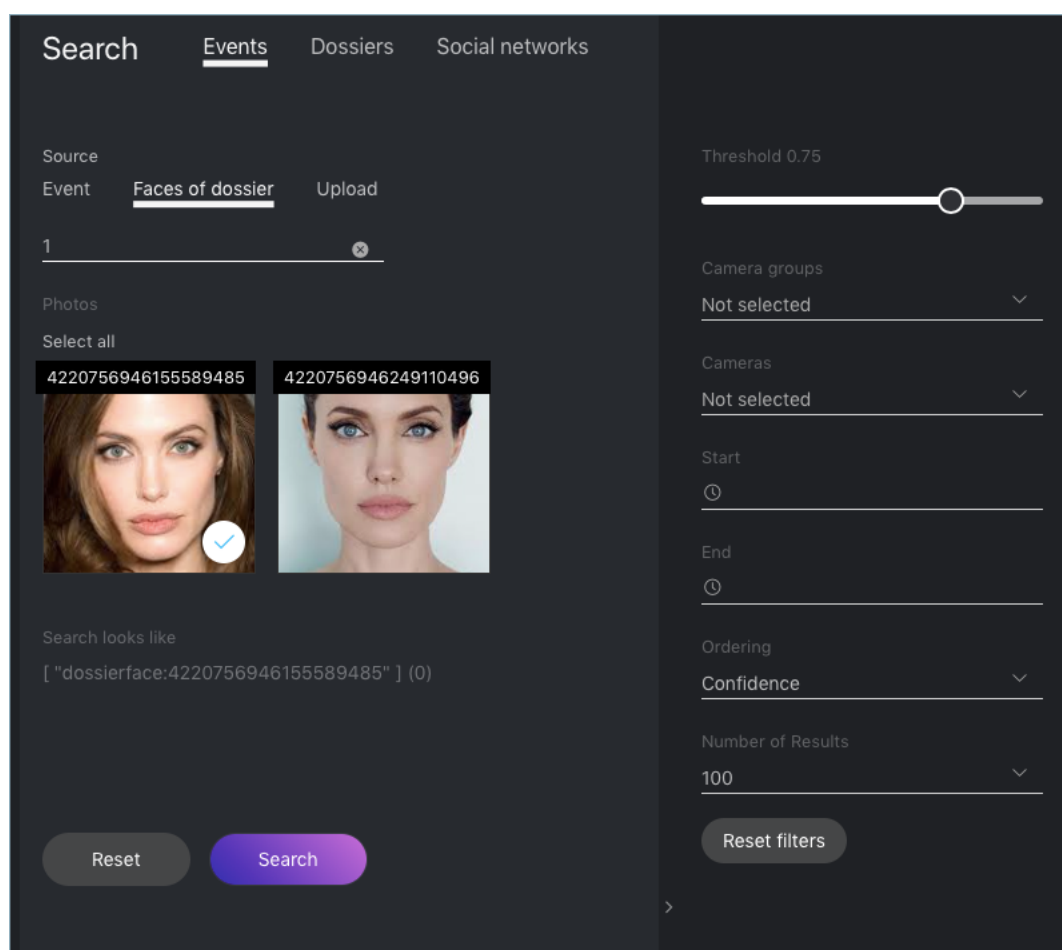 Search Events Dossiers Social networks
Source
Event Faces of dossier Upload
1
Photos
Select all
4220756946155589485 4220756946249110496
Search looks like
[ "dossierface:4220756946155589485" ] (0)
Reset Search
Threshold 0.75
Camera groups
Not selected
Cameras
Not selected
Start
End
Ordering
Confidence
Number of Results
100
Reset filters